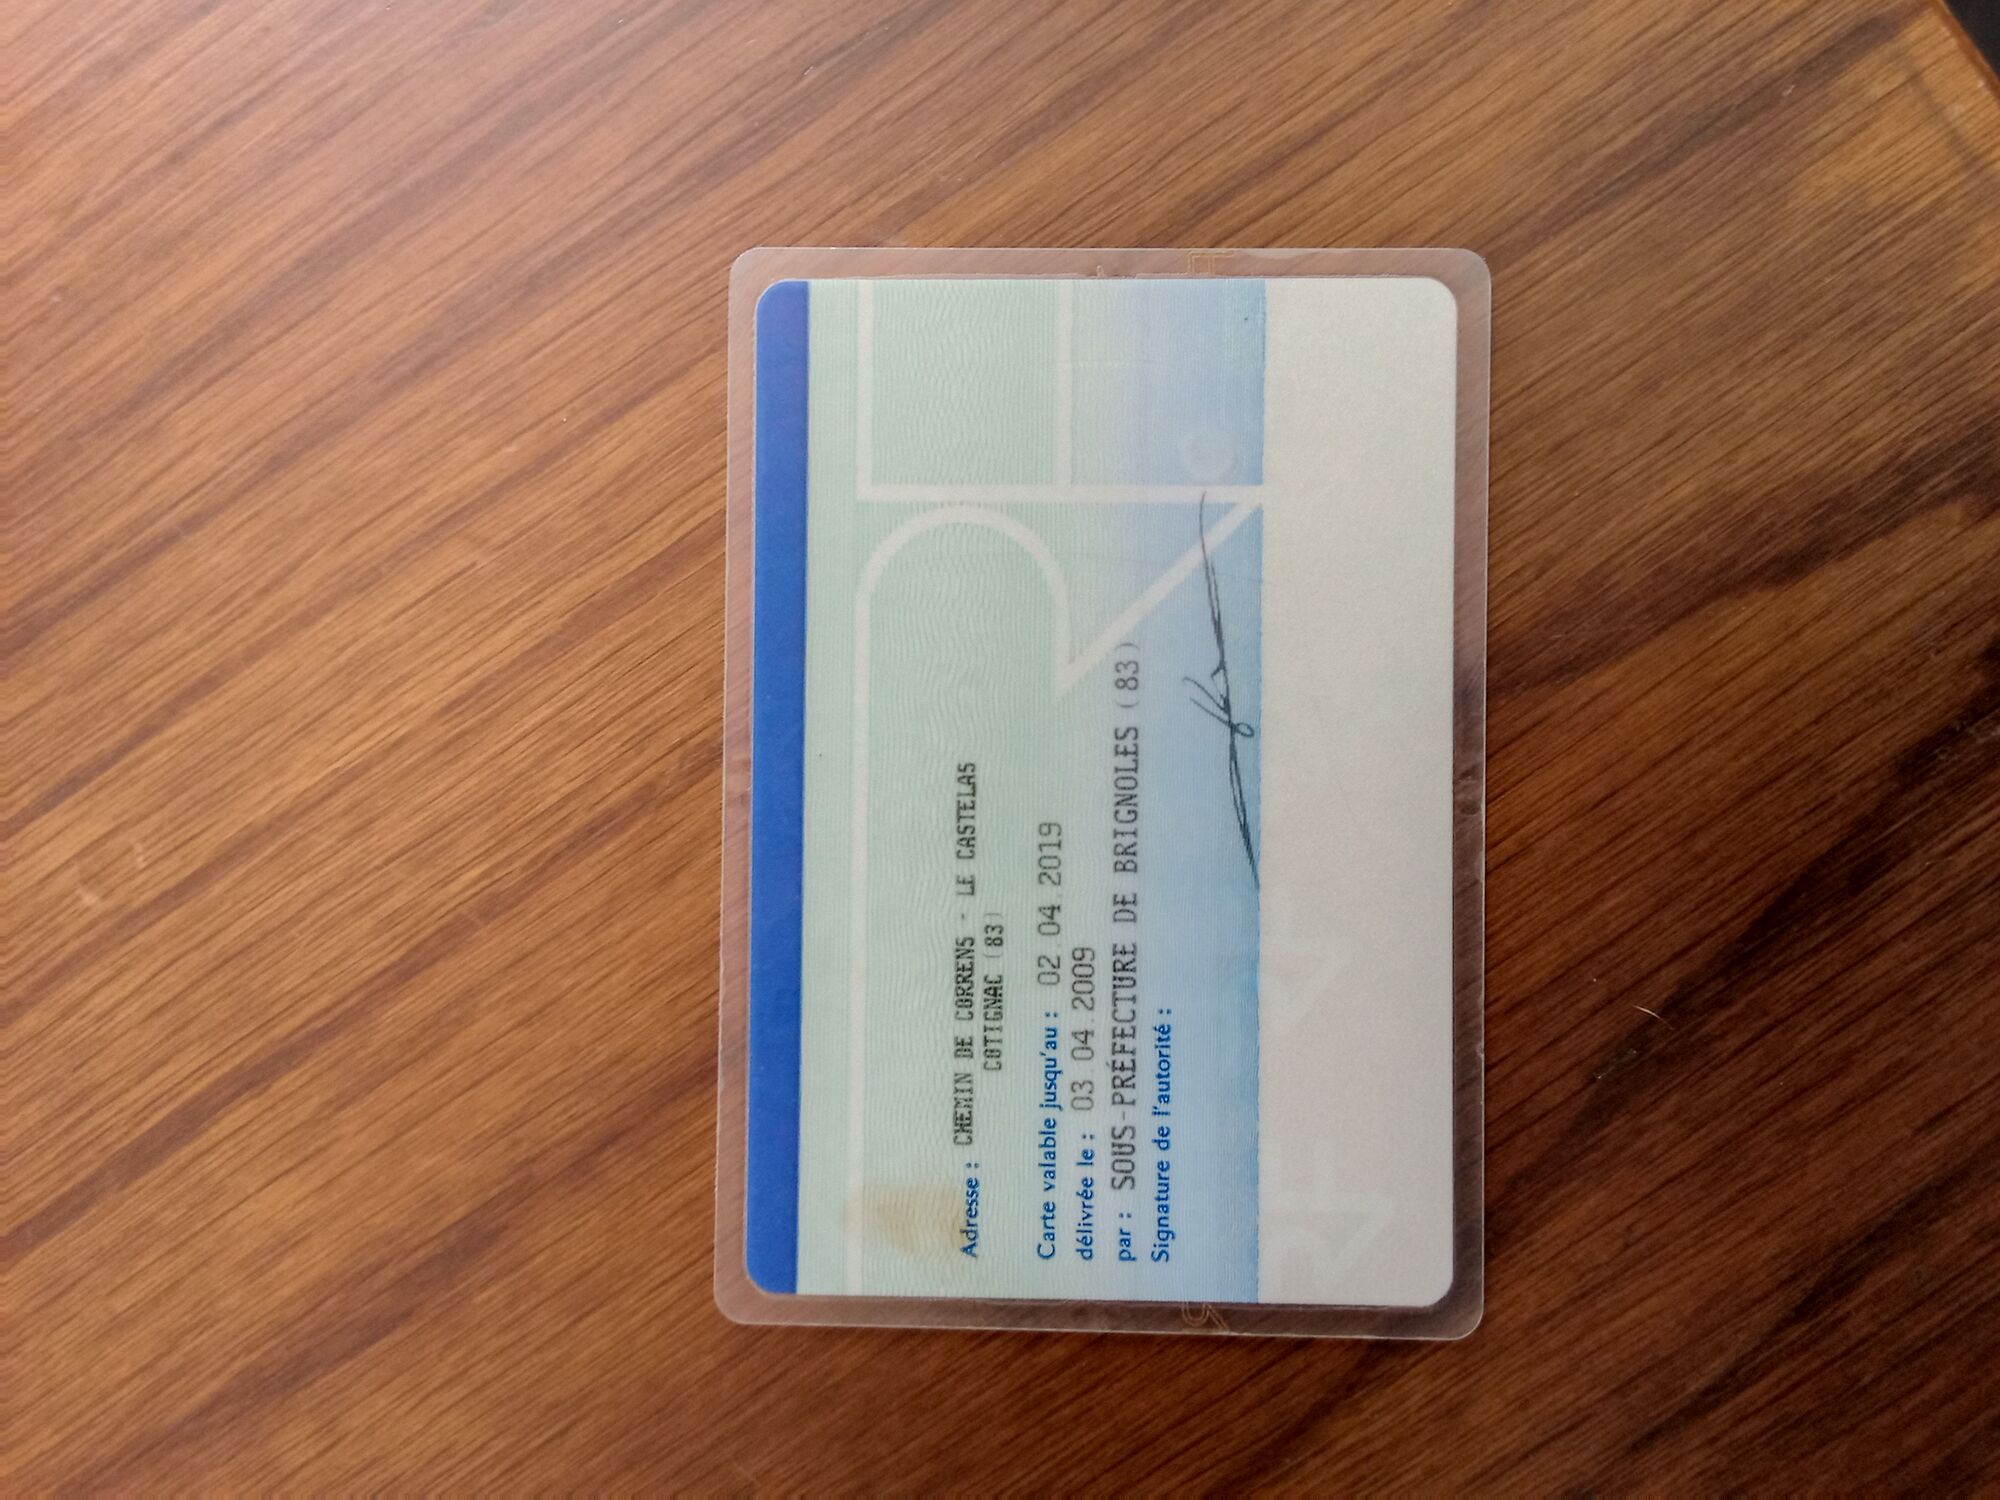 Adresse : CHEMIN DE CORRENS - LE CASTELAS
COTIGNAC (83)
Carte valable jusqu'au : 02.04.2019
délivrée le : 03.04.2009
par : SOUS-PRÉFECTURE DE BRIGNOLES (83)
Signature de l'autorité :